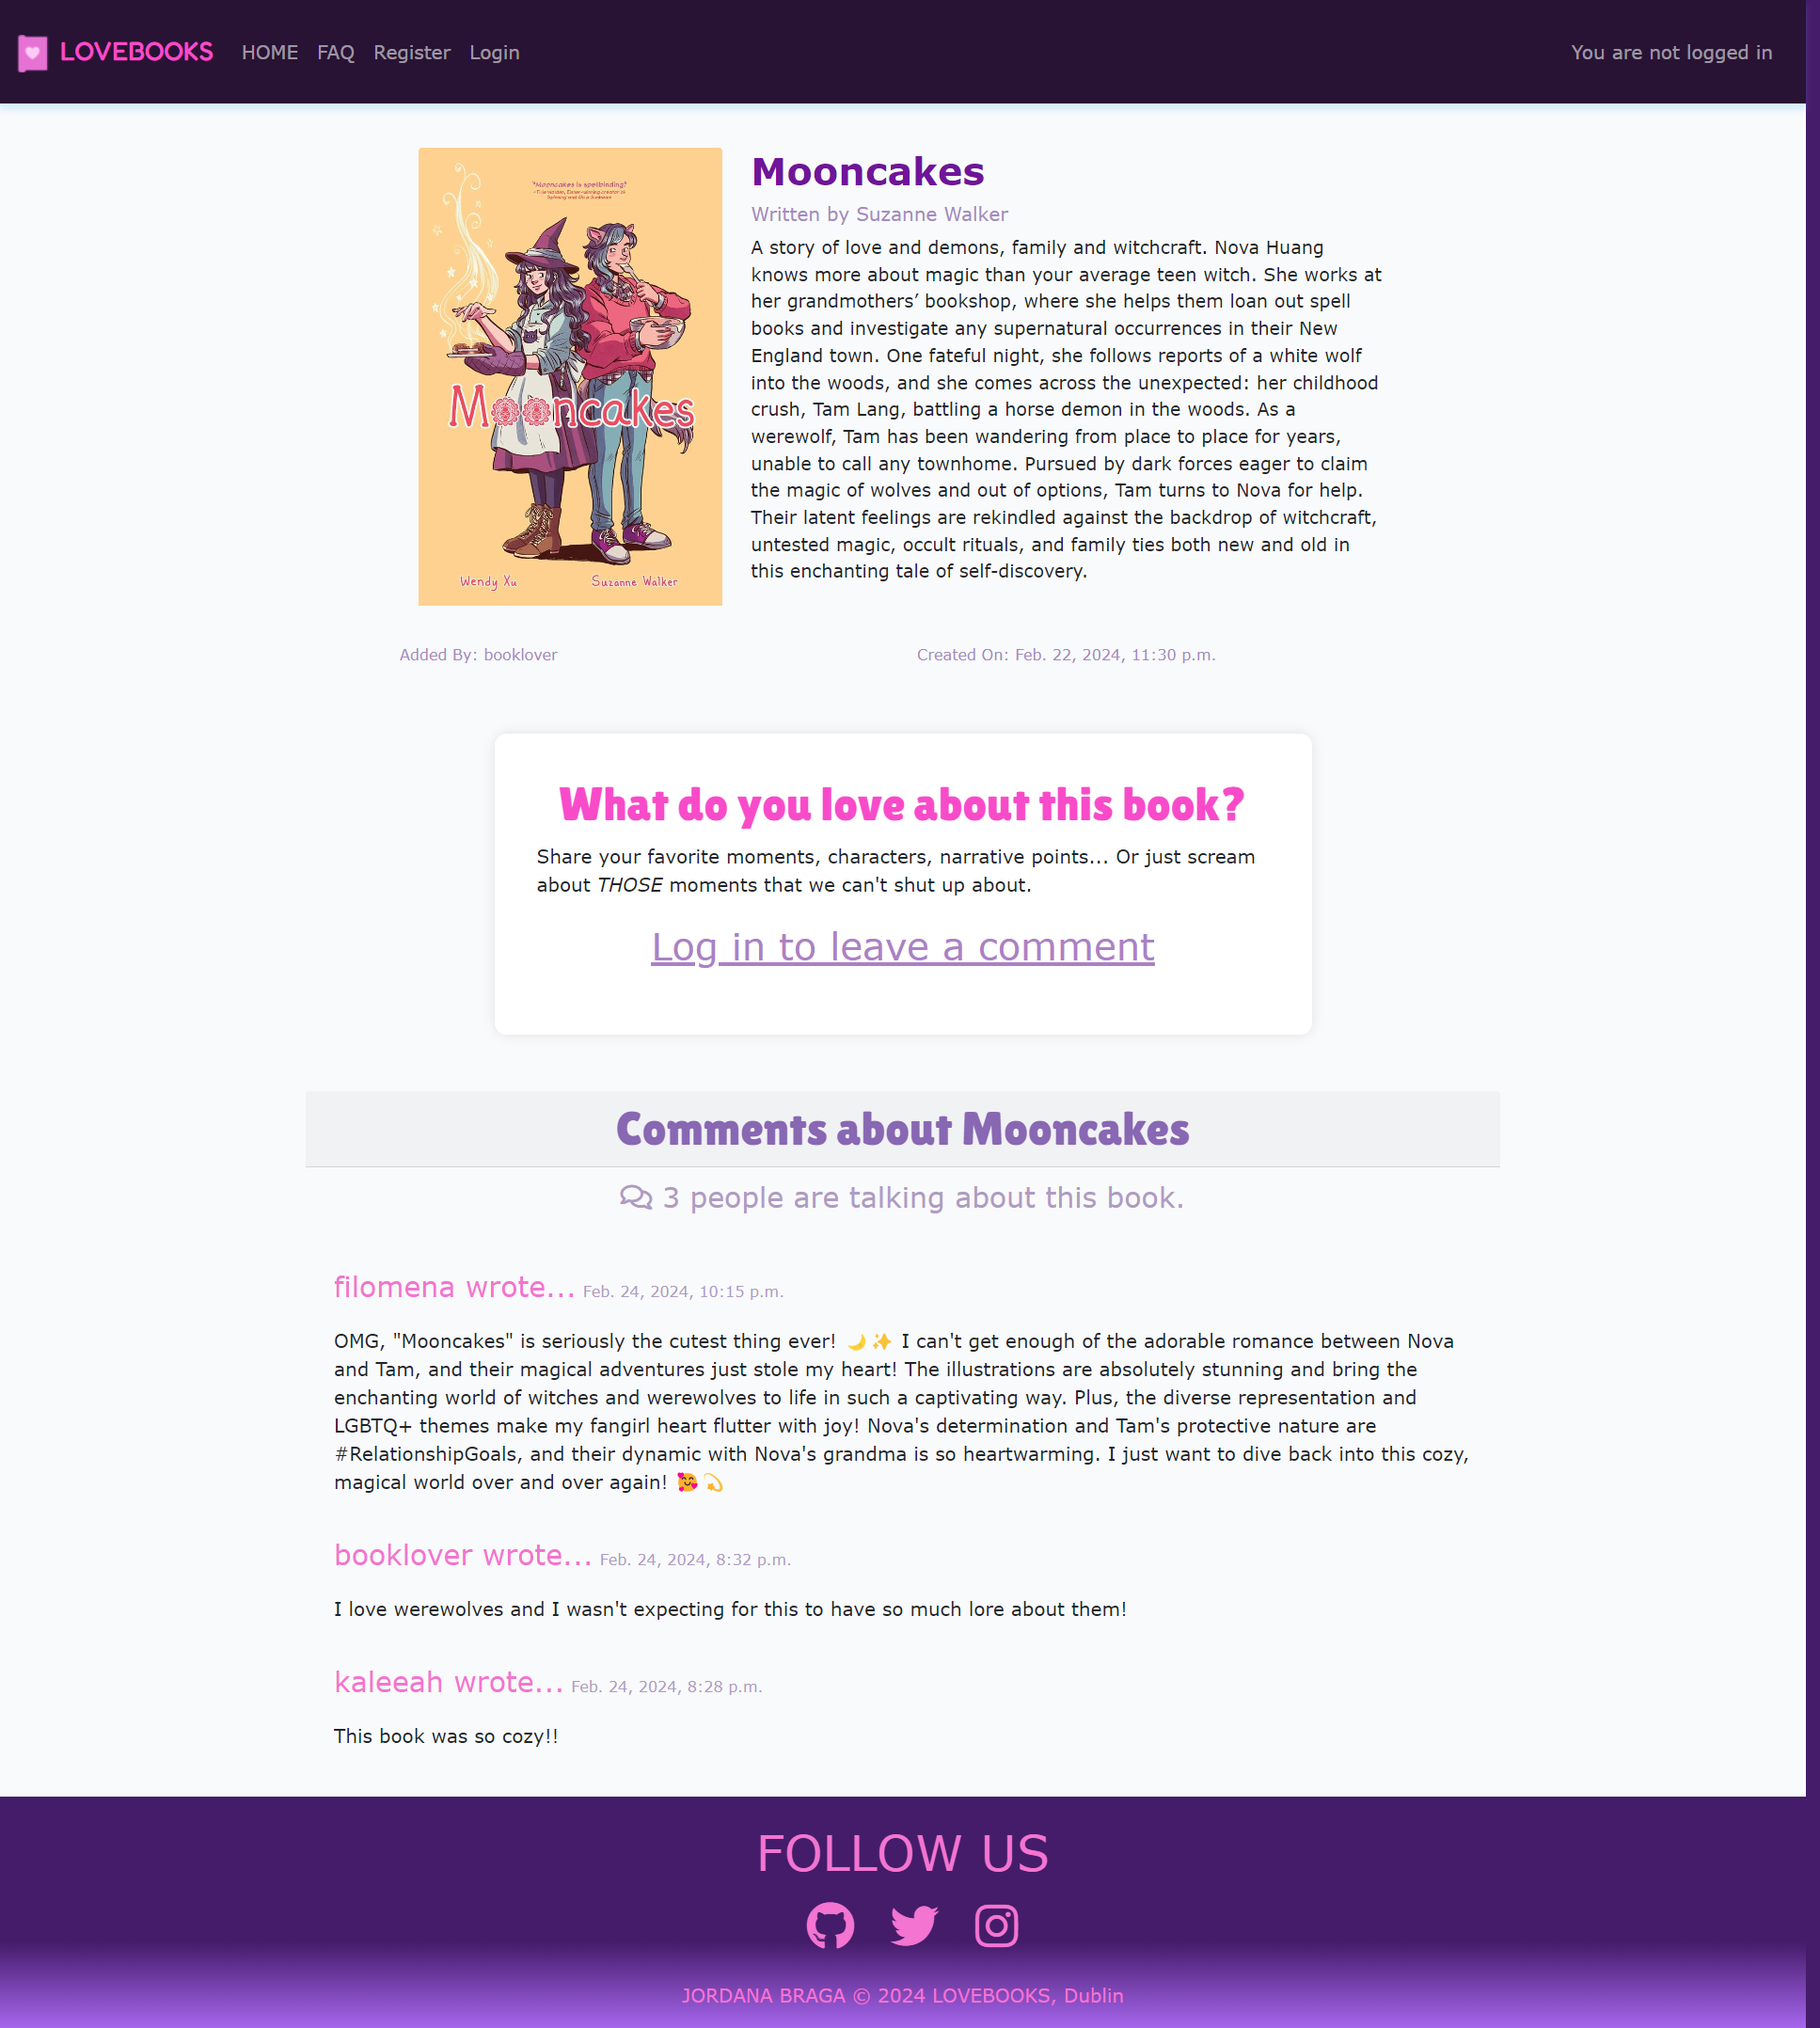 LOVEBOOKS HOME FAQ Register Login You are not logged in
"Mooncakes is spellbinding!"
Mooncakes
Wendy Xu Suzanne Walker
Mooncakes
Written by Suzanne Walker
A story of love and demons, family and witchcraft. Nova Huang
knows more about magic than your average teen witch. She works at
her grandmothers’ bookshop, where she helps them loan out spell
books and investigate any supernatural occurrences in their New
England town. One fateful night, she follows reports of a white wolf
into the woods, and she comes across the unexpected: her childhood
crush, Tam Lang, battling a horse demon in the woods. As a
werewolf, Tam has been wandering from place to place for years,
unable to call any townhome. Pursued by dark forces eager to claim
the magic of wolves and out of options, Tam turns to Nova for help.
Their latent feelings are rekindled against the backdrop of witchcraft,
untested magic, occult rituals, and family ties both new and old in
this enchanting tale of self-discovery.
Added By: booklover Created On: Feb. 22, 2024, 11:30 p.m.
What do you love about this book?
Share your favorite moments, characters, narrative points... Or just scream
about THOSE moments that we can't shut up about.
Log in to leave a comment
Comments about Mooncakes
3 people are talking about this book.
filomena wrote... Feb. 24, 2024, 10:15 p.m.
OMG, "Mooncakes" is seriously the cutest thing ever! 🌙✨ I can't get enough of the adorable romance between Nova
and Tam, and their magical adventures just stole my heart! The illustrations are absolutely stunning and bring the
enchanting world of witches and werewolves to life in such a captivating way. Plus, the diverse representation and
LGBTQ+ themes make my fangirl heart flutter with joy! Nova's determination and Tam's protective nature are
#RelationshipGoals, and their dynamic with Nova's grandma is so heartwarming. I just want to dive back into this cozy,
magical world over and over again! 🥰💫
booklover wrote... Feb. 24, 2024, 8:32 p.m.
I love werewolves and I wasn't expecting for this to have so much lore about them!
kaleeah wrote... Feb. 24, 2024, 8:28 p.m.
This book was so cozy!!
FOLLOW US
JORDANA BRAGA © 2024 LOVEBOOKS, Dublin